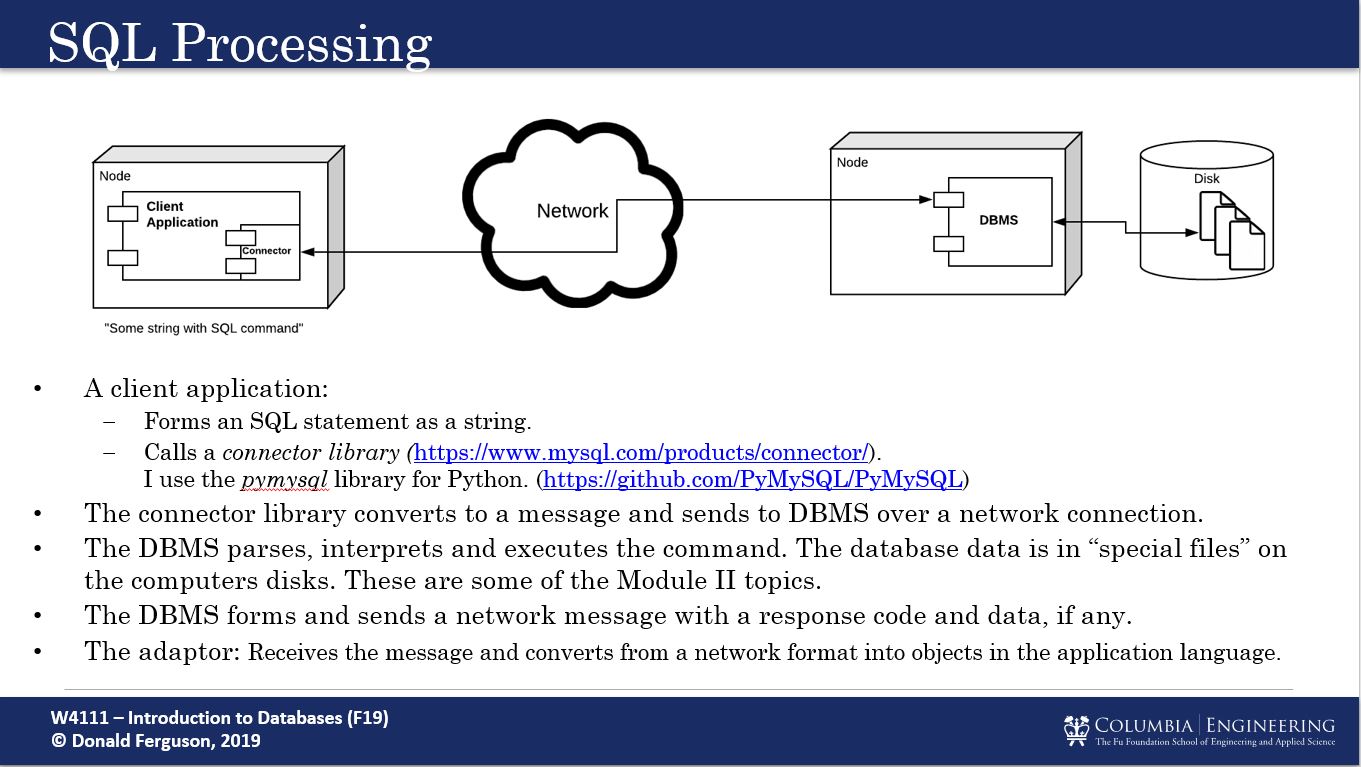 SQL Processing
Node
Client
Application
Connector
"Some string with SQL command"
Network
Node
DBMS
Disk
• A client application:
– Forms an SQL statement as a string.
– Calls a connector library (https://www.mysql.com/products/connector/).
I use the pymysql library for Python. (https://github.com/PyMySQL/PyMySQL)
• The connector library converts to a message and sends to DBMS over a network connection.
• The DBMS parses, interprets and executes the command. The database data is in “special files” on
the computers disks. These are some of the Module II topics.
• The DBMS forms and sends a network message with a response code and data, if any.
• The adaptor: Receives the message and converts from a network format into objects in the application language.
W4111 – Introduction to Databases (F19)
© Donald Ferguson, 2019
COLUMBIA | ENGINEERING
The Fu Foundation School of Engineering and Applied Science